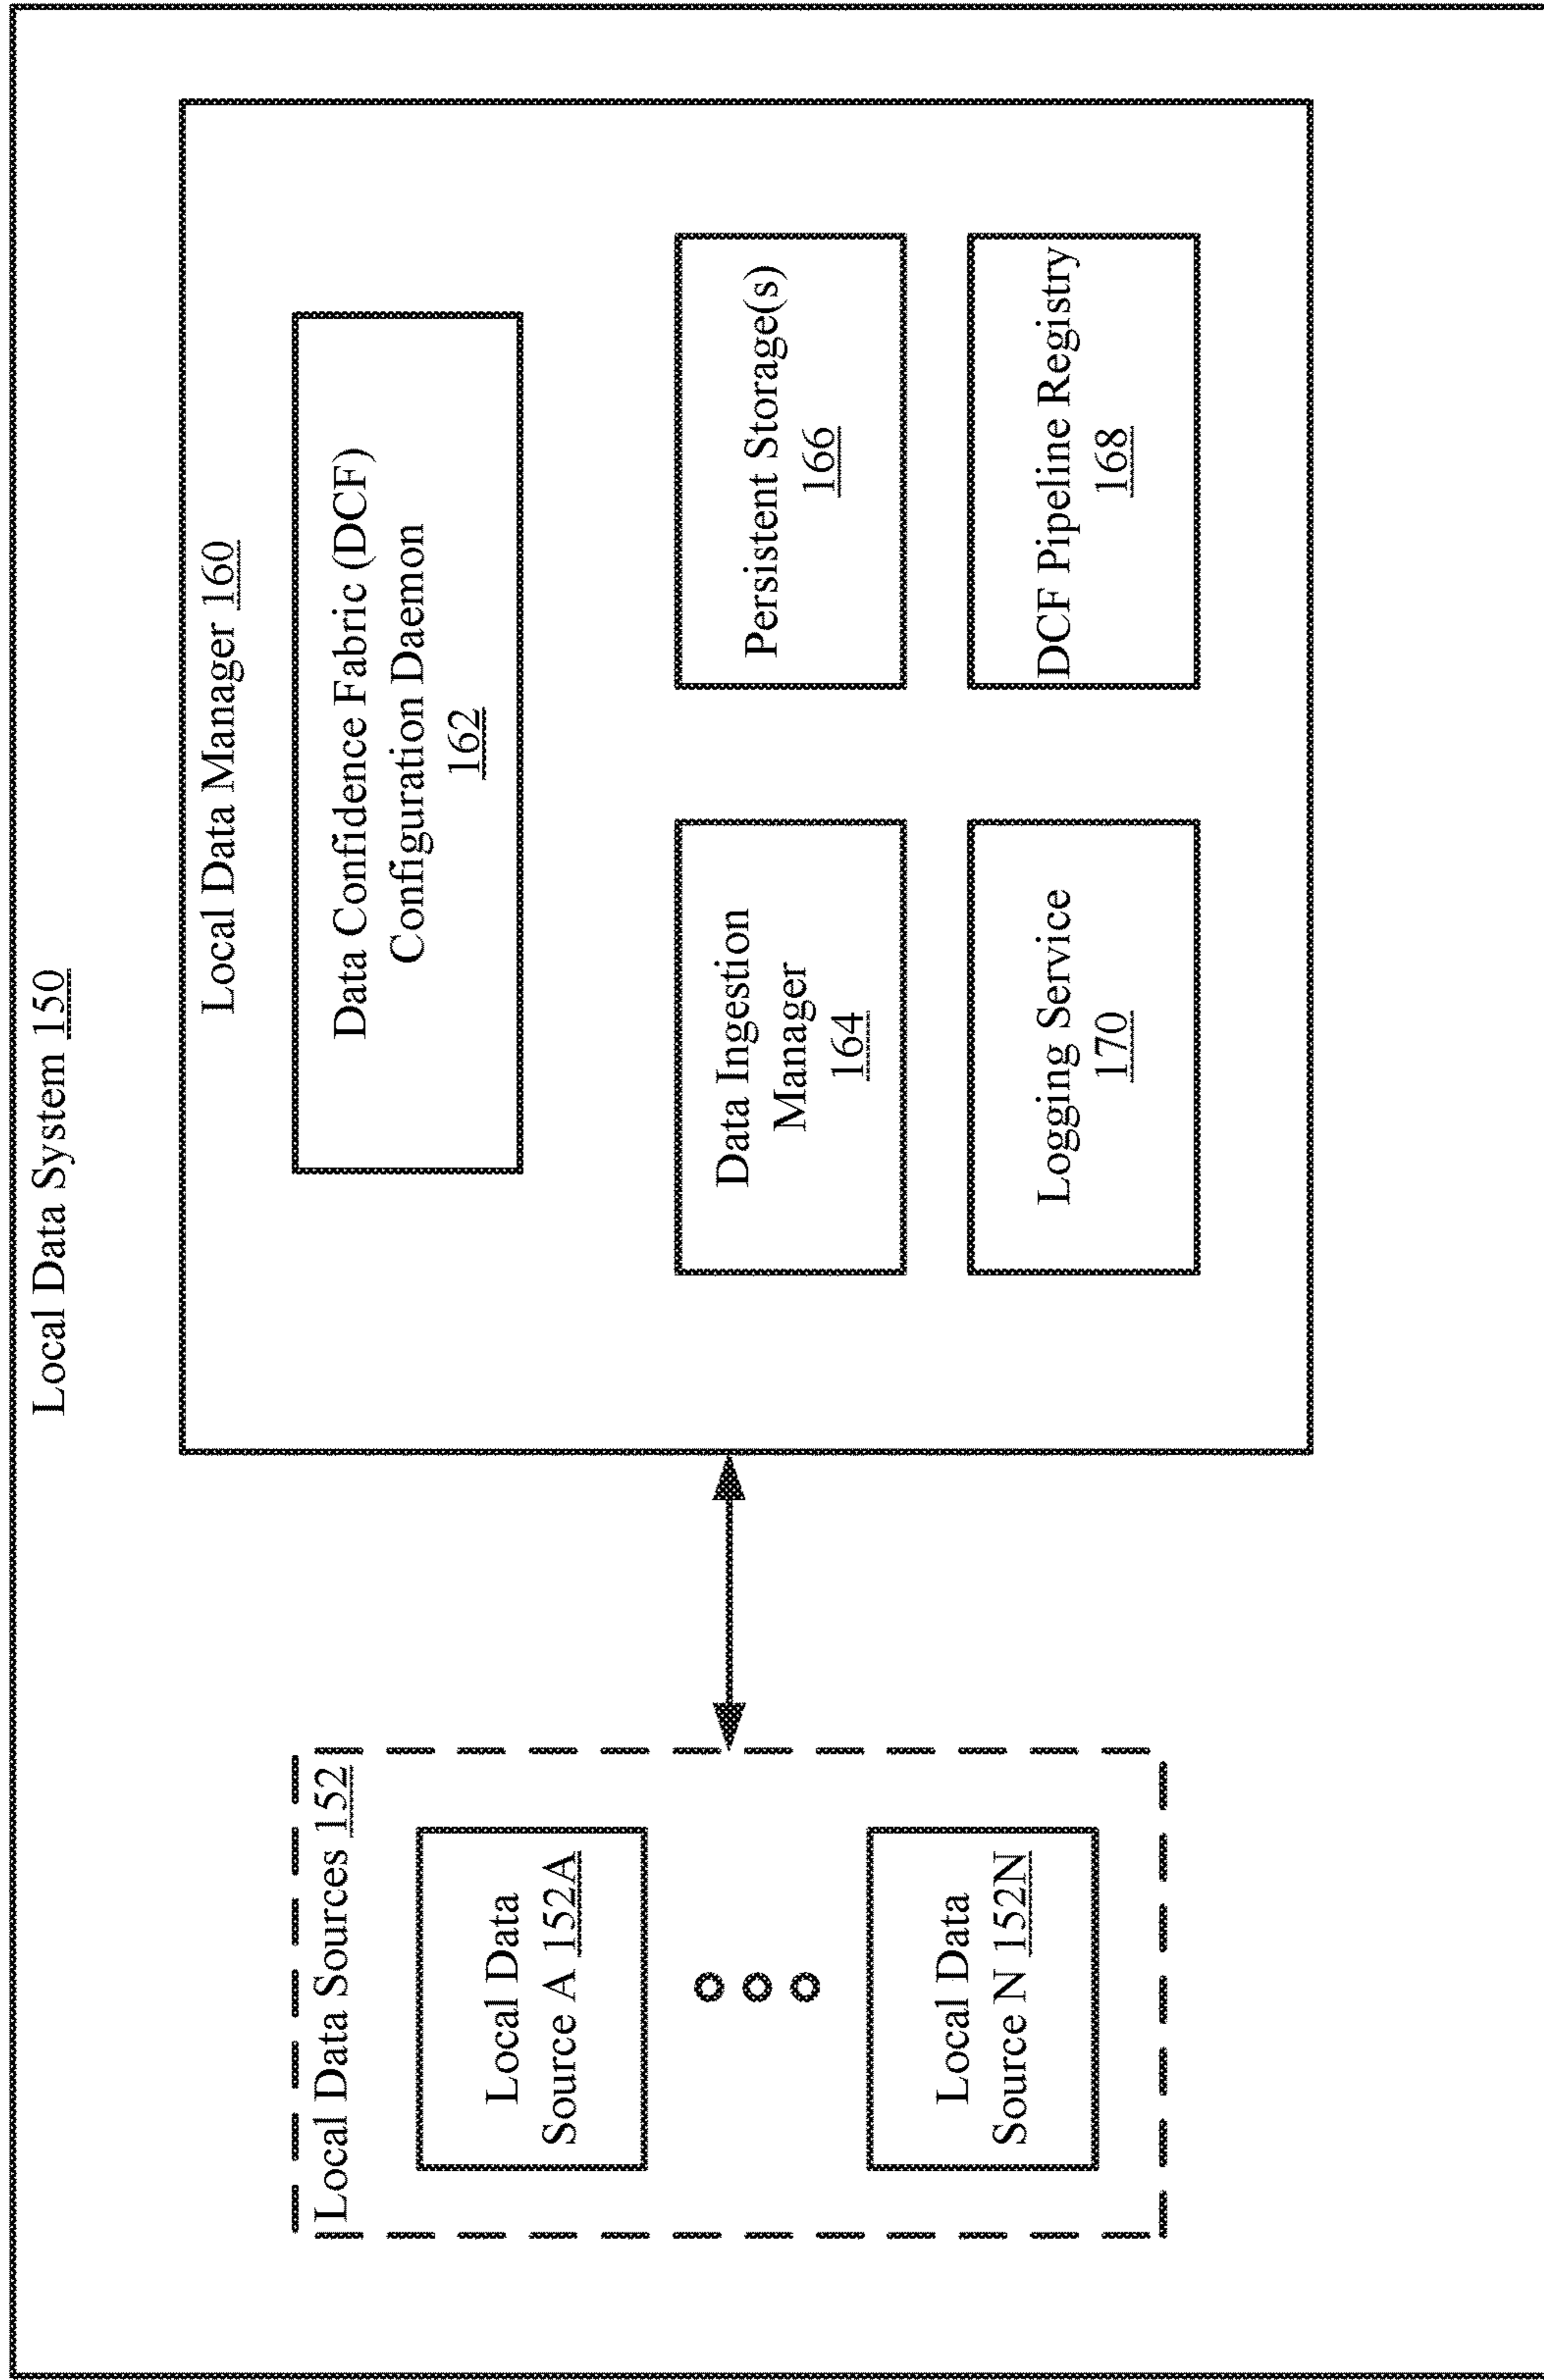 Local Data System 150
Local Data Sources 152
Local Data
Source A 152A
Local Data
Source N 152N
Local Data Manager 160
Data Confidence Fabric (DCF)
Configuration Daemon
162
Data Ingestion
Manager
164
Persistent Storage(s)
166
Logging Service
170
DCF Pipeline Registry
168